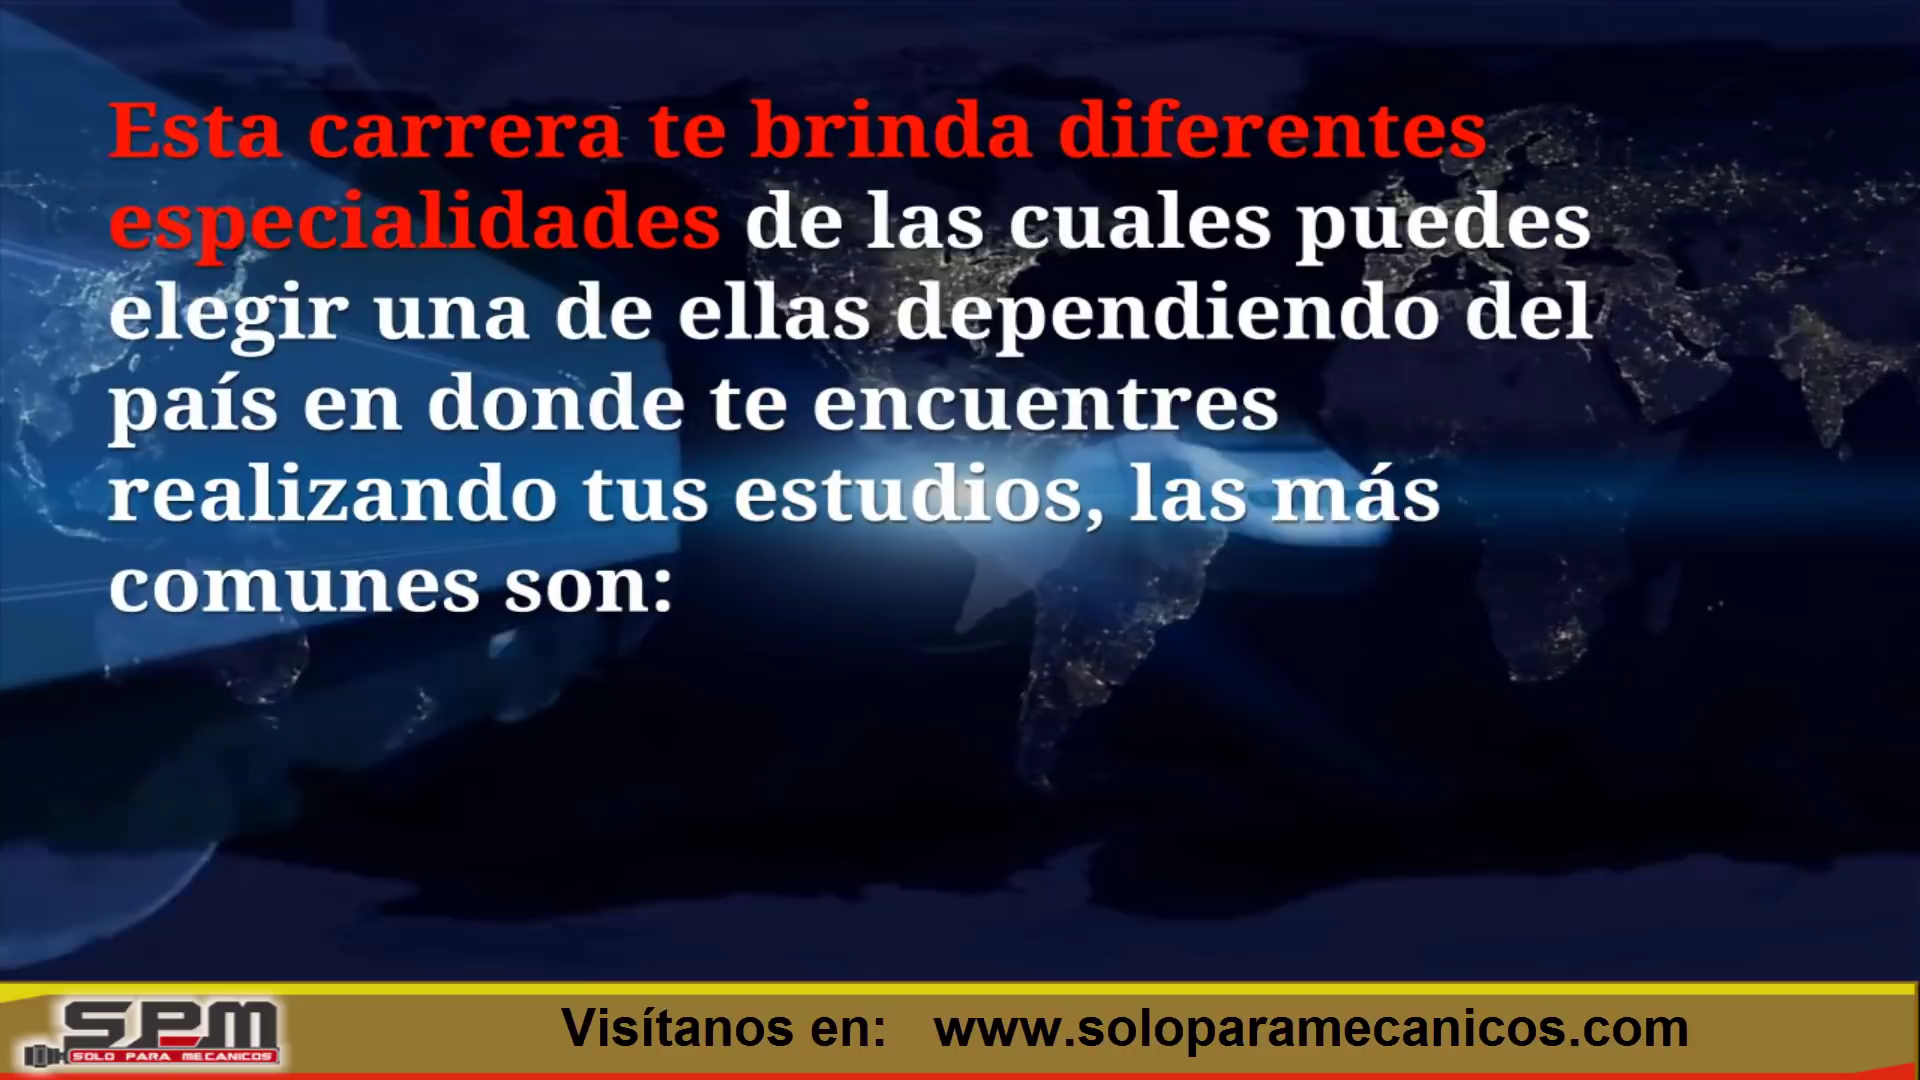 Esta carrera te brinda diferentes
especialidades de las cuales puedes
elegir una de ellas dependiendo del
país en donde te encuentres
realizando tus estudios, las más
comunes son:
SPM
SOLO PARA MECANICOS
Visítanos en: www.soloparamecanicos.com